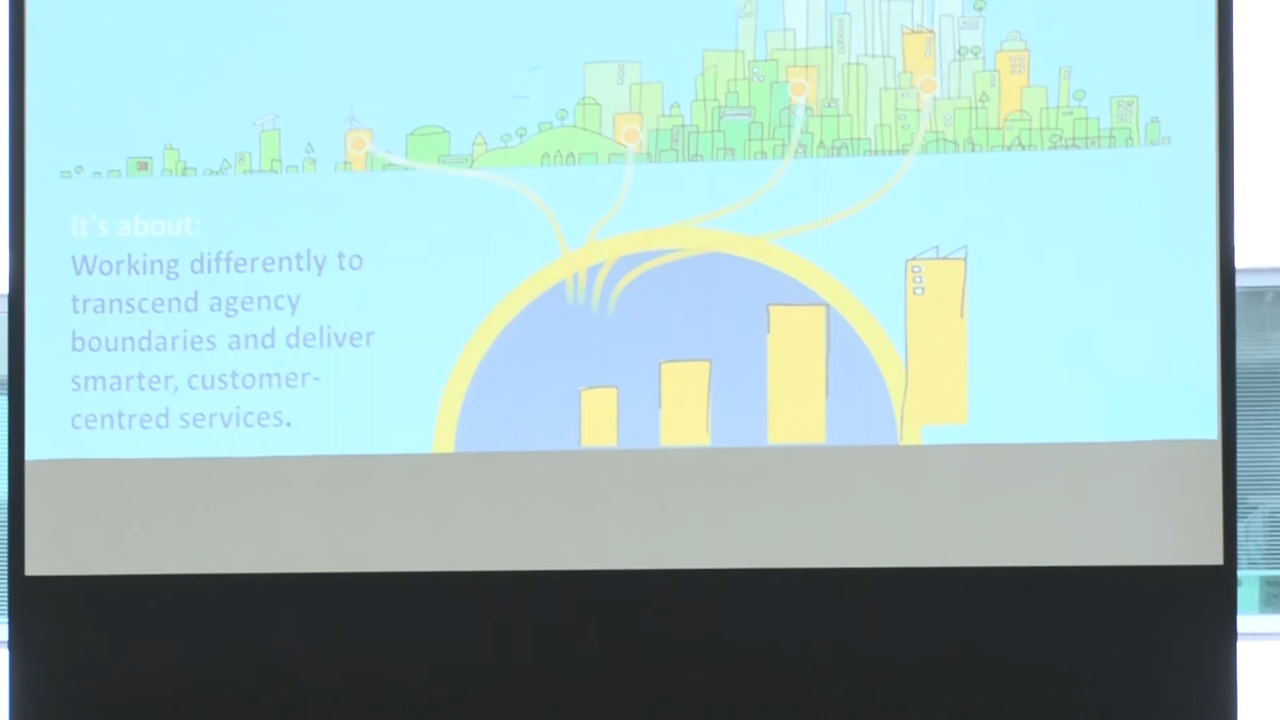 It's about:
Working differently to
transcend agency
boundaries and deliver
smarter, customer-
centred services.